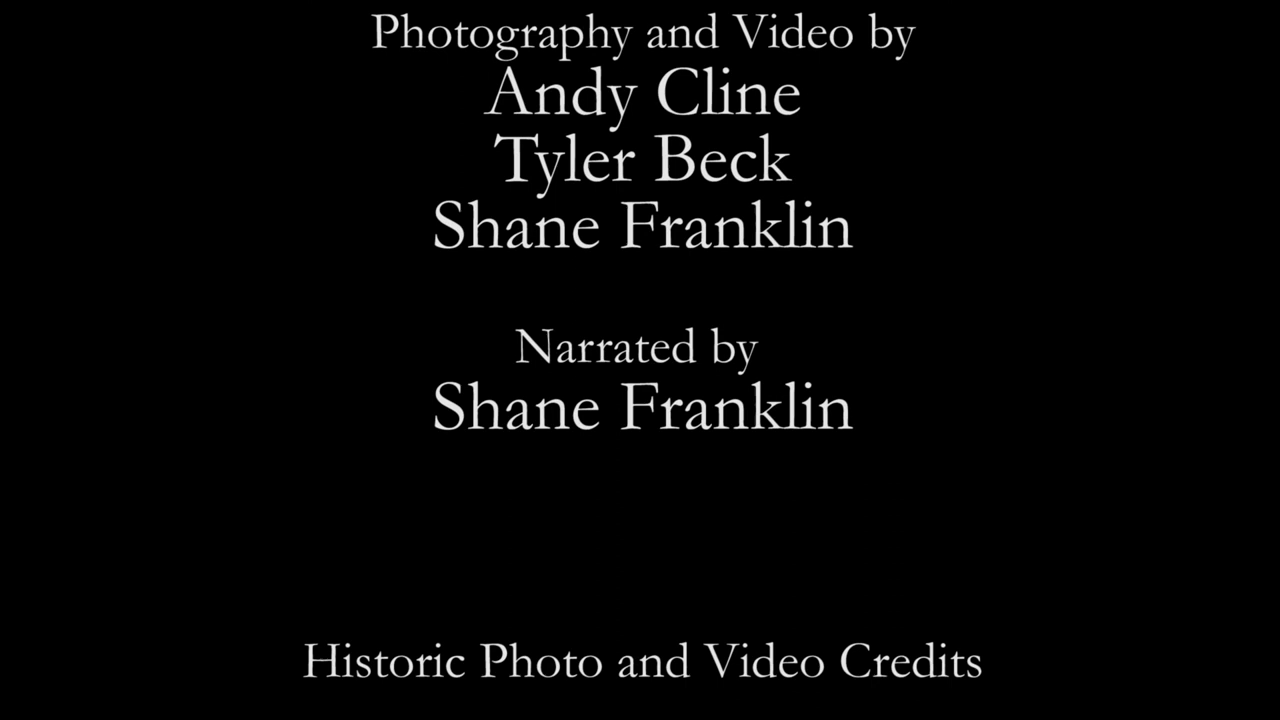 Photography and Video by
Andy Cline
Tyler Beck
Shane Franklin
Narrated by
Shane Franklin
Historic Photo and Video Credits